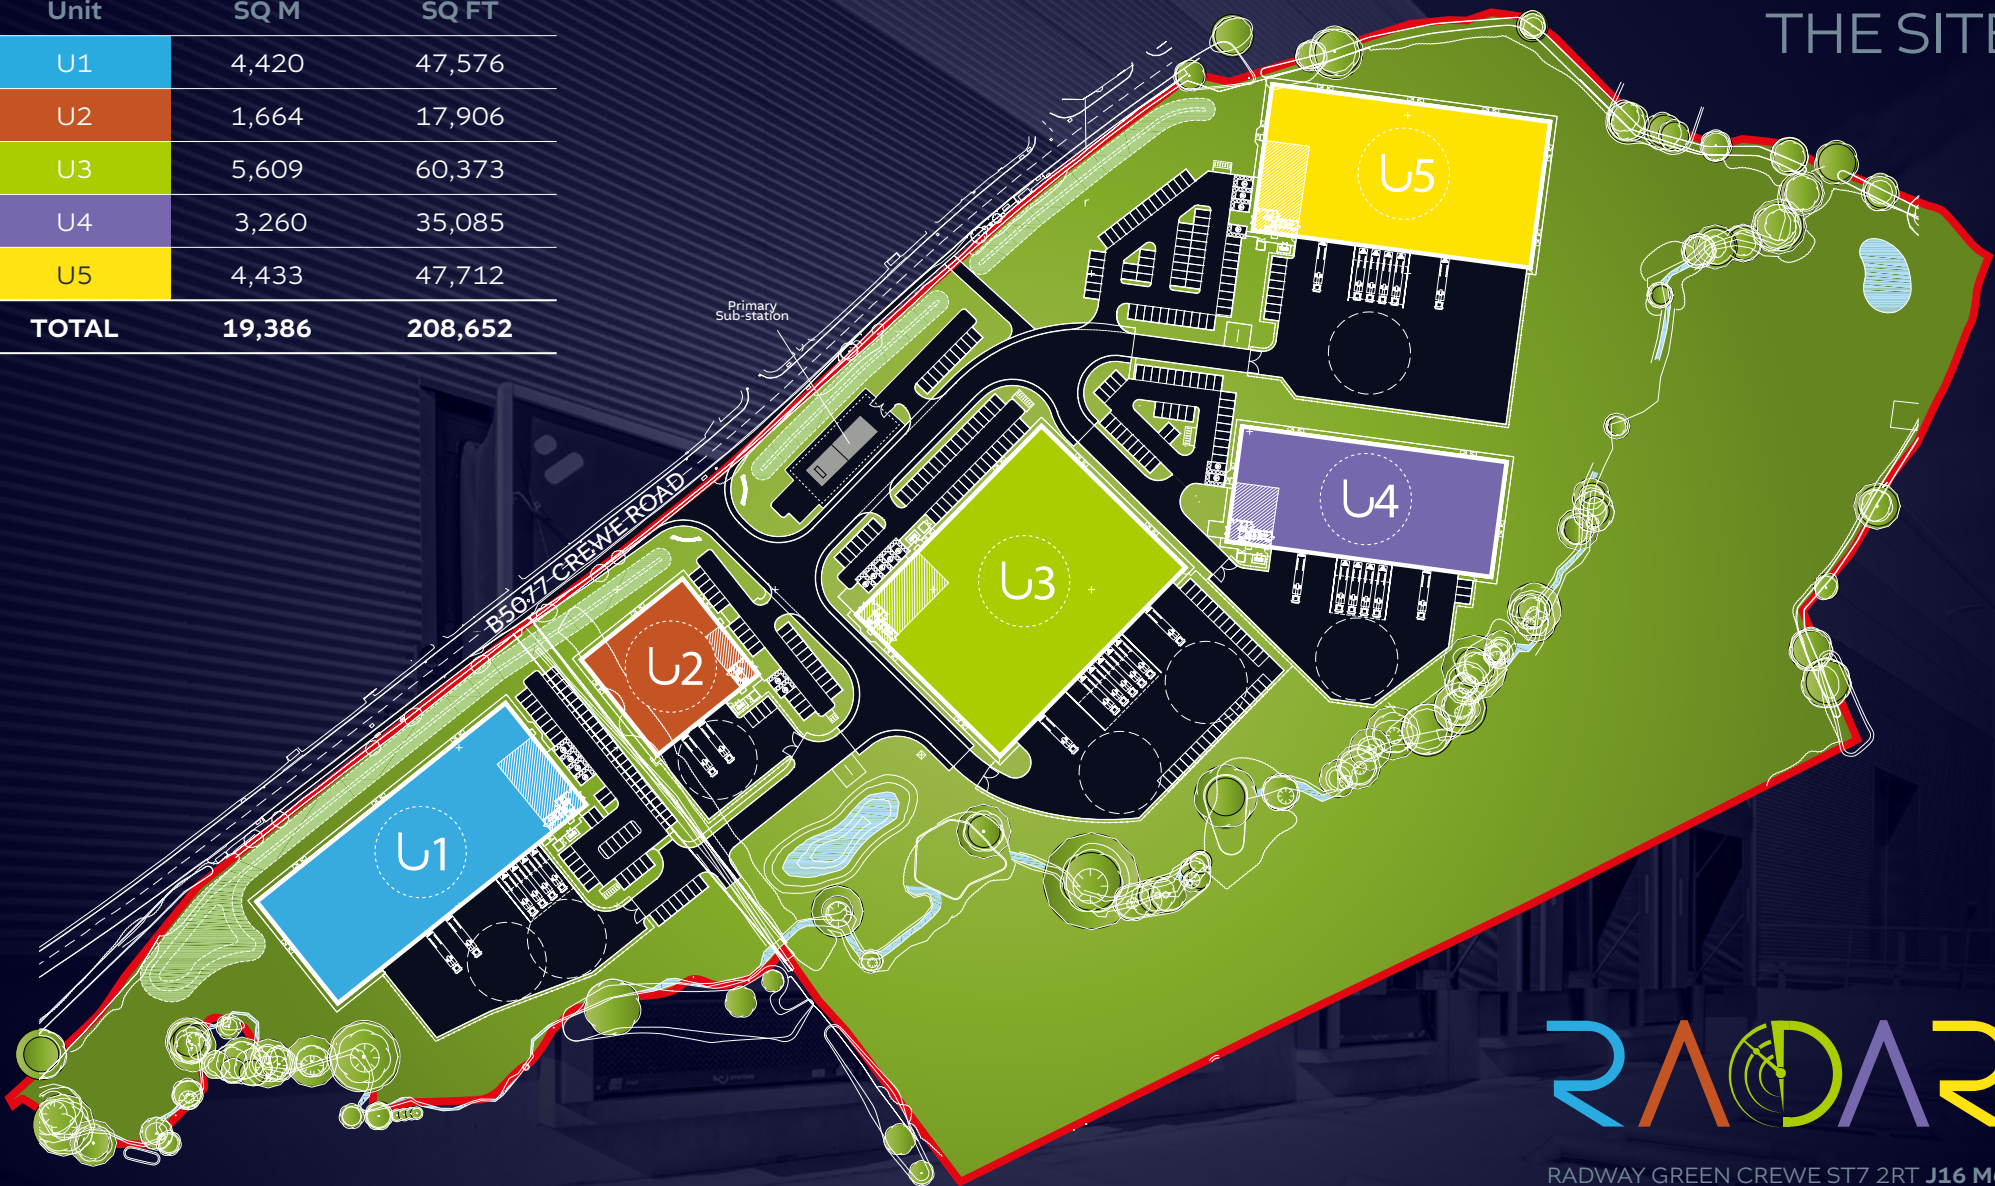 Unit SQ M SQ FT
U1 4,420 47,576
U2 1,664 17,906
U3 5,609 60,373
U4 3,260 35,085
U5 4,433 47,712
TOTAL 19,386 208,652
THE SITE
U5
Primary
Sub-station
U4
U3
B5077 CREWE ROAD
U2
U1
RADAR
RADWAY GREEN CREWE ST7 2RT J16 M